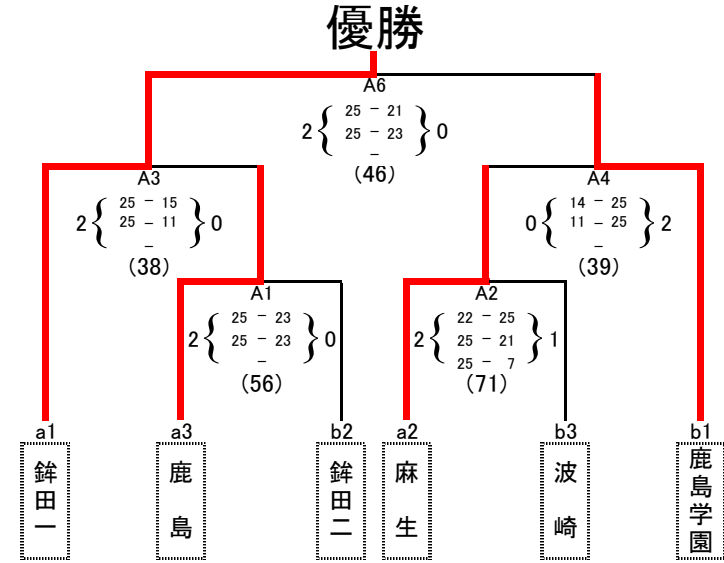 優勝
A6
2 { 25 － 21 } 0
25 － 23
－
(46)
A3
2 { 25 － 15 } 0
25 － 11
－
(38)
A4
0 { 14 － 25 } 2
11 － 25
－
(39)
A1
2 { 25 － 23 } 0
25 － 23
－
(56)
A2
2 { 22 － 25 } 1
25 － 21
25 － 7
(71)
a1
a3
b2
a2
b3
b1
鉾田一
鹿島
鉾田二
麻生
波崎
鹿島学園